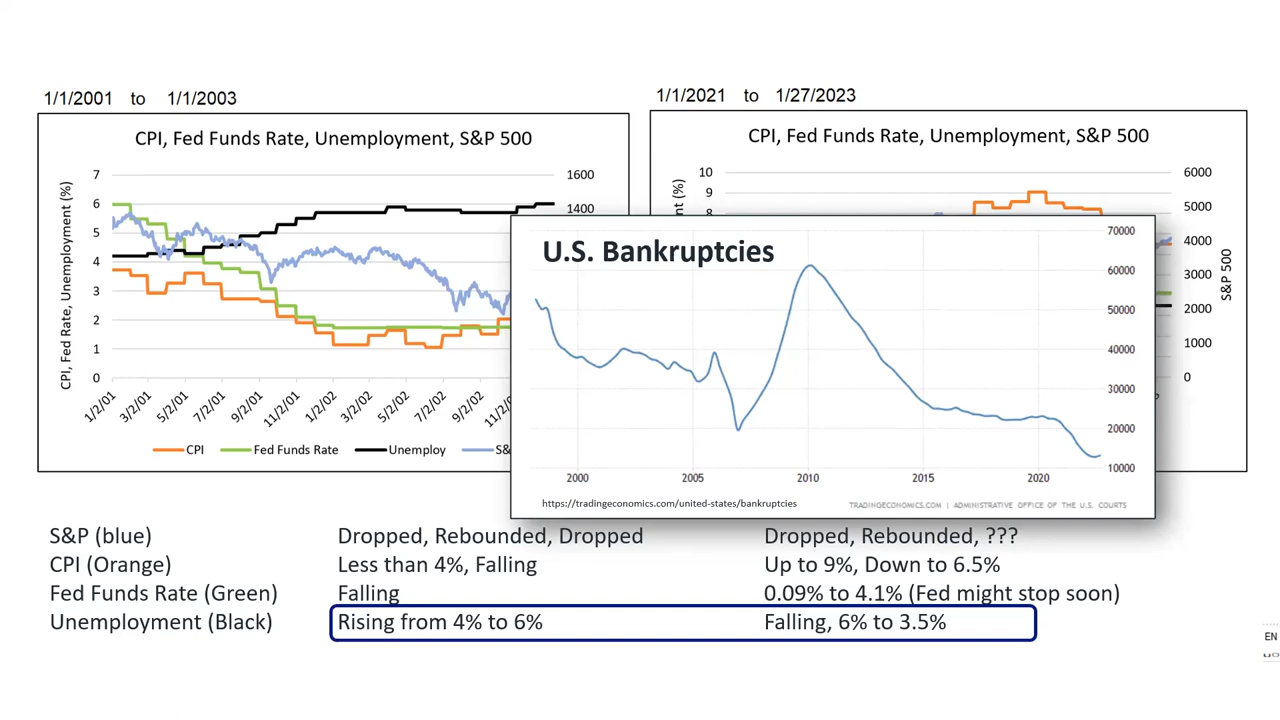 1/1/2001 to 1/1/2003
CPI, Fed Funds Rate, Unemployment, S&P 500
CPI, Fed Rate, Unemployment (%)
7
6
5
4
3
2
1
0
1600
1400
1/2/01
3/2/01
5/2/01
7/2/01
9/2/01
11/2/01
1/2/02
3/2/02
5/2/02
7/2/02
9/2/02
CPI
Fed Funds Rate
Unemploy
1/1/2021 to 1/27/2023
CPI, Fed Funds Rate, Unemployment, S&P 500
10
9
8
6000
5000
4000
3000
2000
1000
0
S&P 500
U.S. Bankruptcies
70000
60000
50000
40000
30000
20000
10000
2000
2005
2010
2015
2020
https://tradingeconomics.com/united-states/bankruptcies
TRADINGECONOMICS.COM | ADMINISTRATIVE OFFICE OF THE U.S. COURTS
S&P (blue) Dropped, Rebounded, Dropped Dropped, Rebounded, ???
CPI (Orange) Less than 4%, Falling Up to 9%, Down to 6.5%
Fed Funds Rate (Green) Falling 0.09% to 4.1% (Fed might stop soon)
Unemployment (Black) Rising from 4% to 6% Falling, 6% to 3.5%
EN